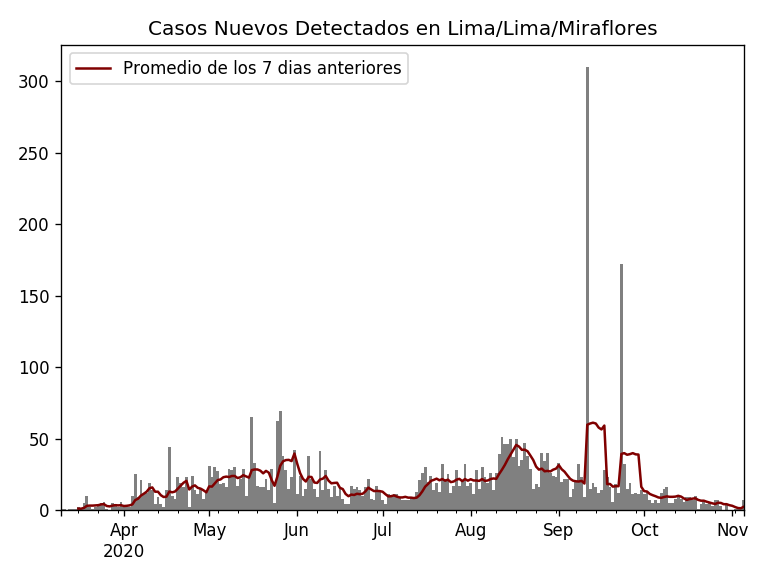 Casos Nuevos Detectados en Lima/Lima/Miraflores
Promedio de los 7 dias anteriores
300
250
200
150
100
50
0
Apr May Jun Jul Aug Sep Oct Nov
2020